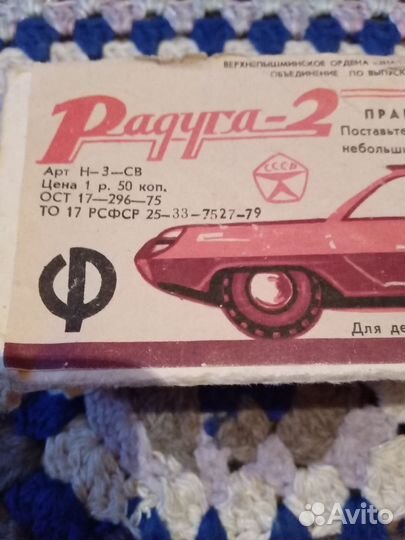 ВЕРХНЕПЫШМИНСКОЕ ОРДЕНА
ОБЪЕДИНЕНИЕ ПО ВЫПУСК
Радуга-2
ПРА
Поставьте
небольши
СССР
Арт Н—3—СВ
Цена 1 р. 50 коп.
ОСТ 17—296—75
ТО 17 РСФСР 25-33-7527-79
Ф
Для де
Avito